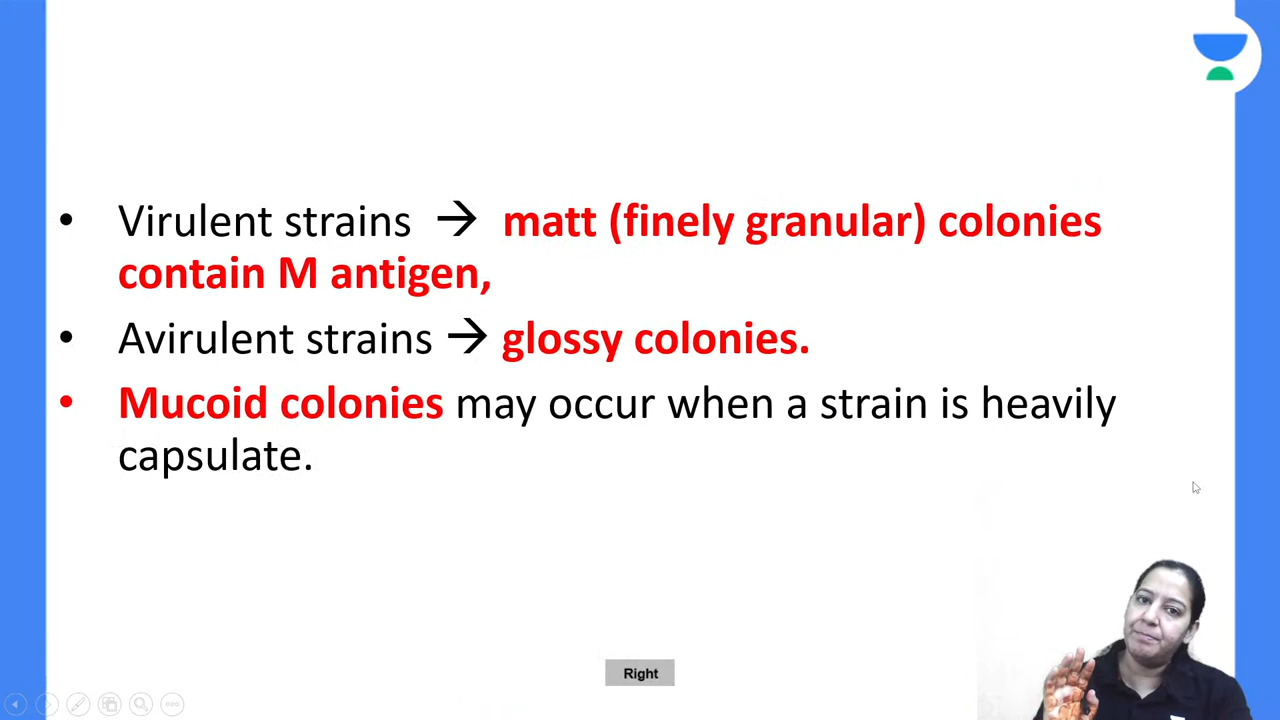 • Virulent strains → matt (finely granular) colonies
contain M antigen,
• Avirulent strains → glossy colonies.
• Mucoid colonies may occur when a strain is heavily
capsulate.
Right